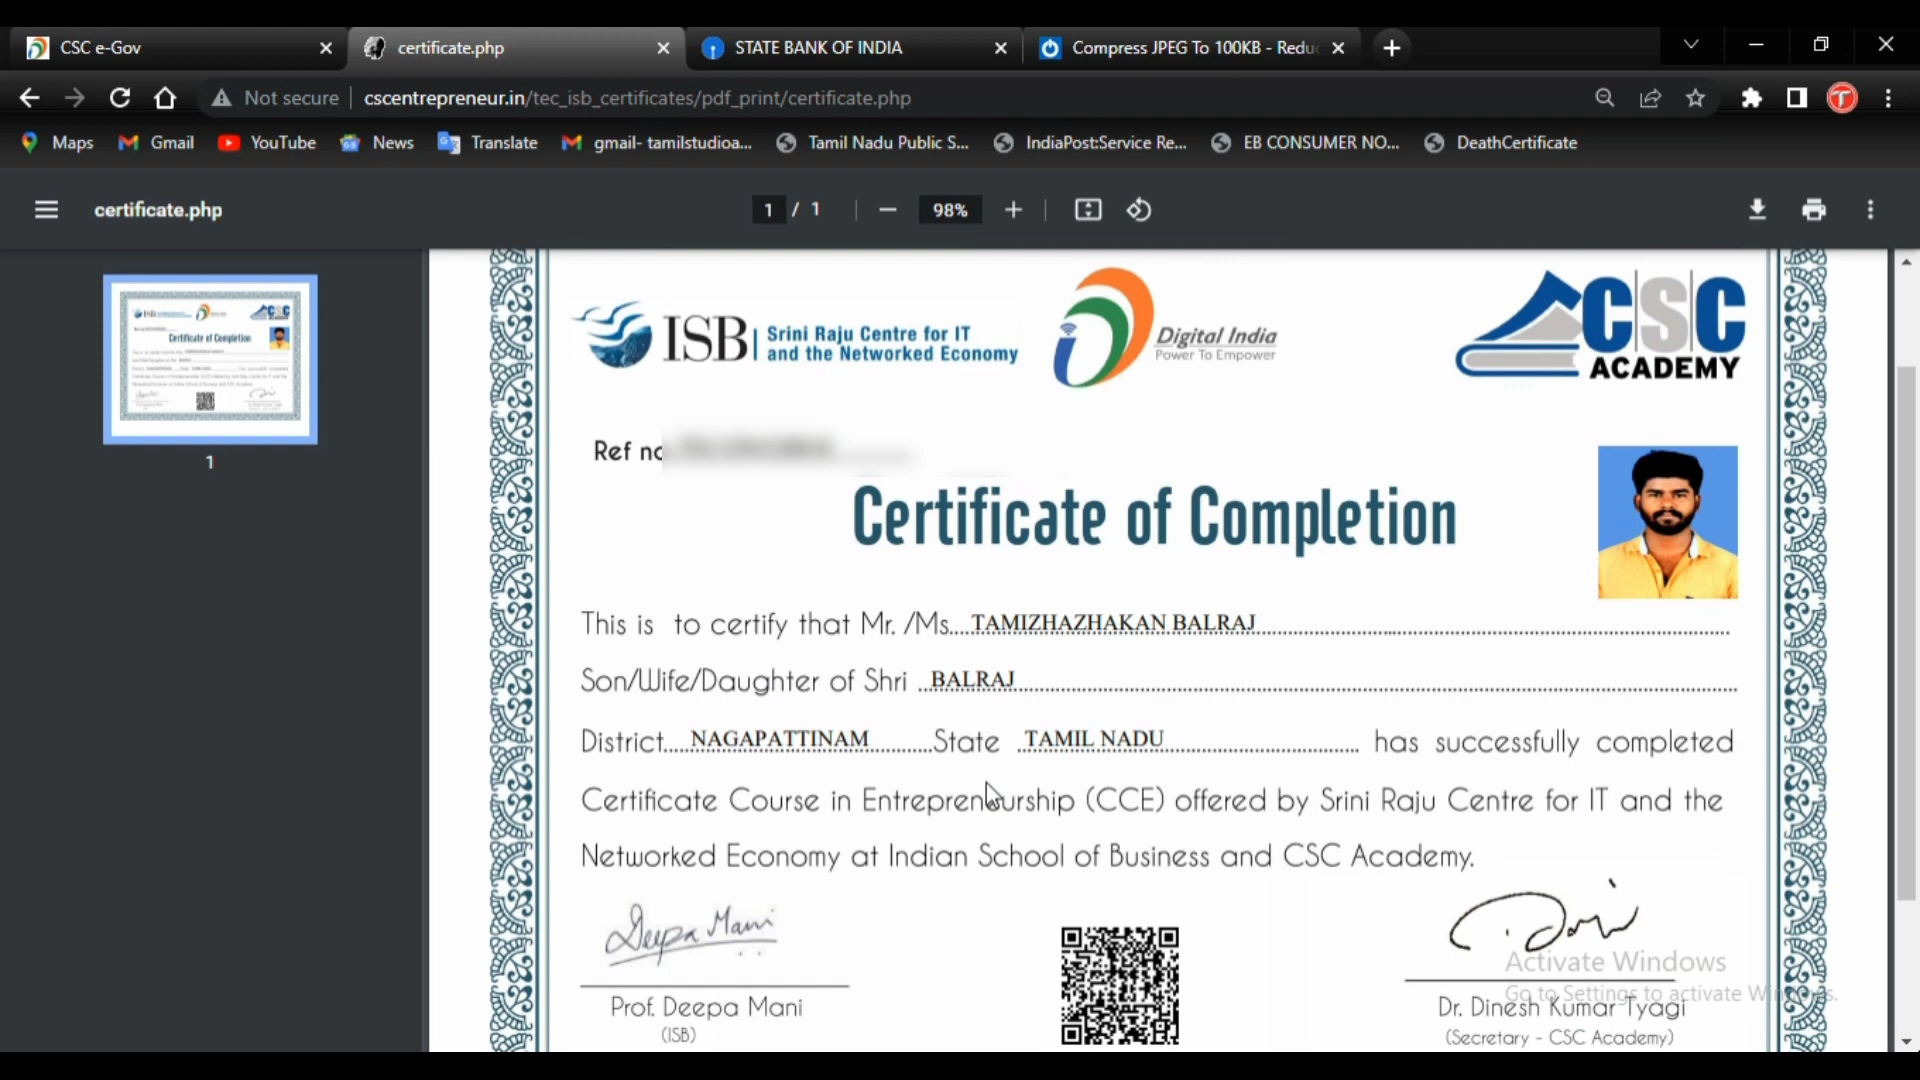 CSC e-Gov
certificate.php
STATE BANK OF INDIA
Compress JPEG To 100KB - Redu
Not secure
cscentrepreneur.in/tec_isb_certificates/pdf_print/certificate.php
Maps
Gmail
YouTube
News
Translate
gmail- tamilstudioa...
Tamil Nadu Public S...
IndiaPost:Service Re...
EB CONSUMER NO...
DeathCertificate
certificate.php
1 / 1
98%
1
ISB
Srini Raju Centre for IT
and the Networked Economy
Digital India
Power To Empower
CSC
ACADEMY
Ref no
Certificate of Completion
This is to certify that Mr. /Ms.... TAMIZHAZHAKAN BALRAJ
Son/Wife/Daughter of Shri ..BALRAJ
District.... NAGAPATTINAM ..........State ..TAMIL NADU .......... has successfully completed
Certificate Course in Entrepreneurship (CCE) offered by Srini Raju Centre for IT and the
Networked Economy at Indian School of Business and CSC Academy.
Deepa Mani
Prof. Deepa Mani
(ISB)
Activate Windows
Go to Settings to activate Windows.
Dr. Dinesh Kumar Tyagi
(Secretary - CSC Academy)